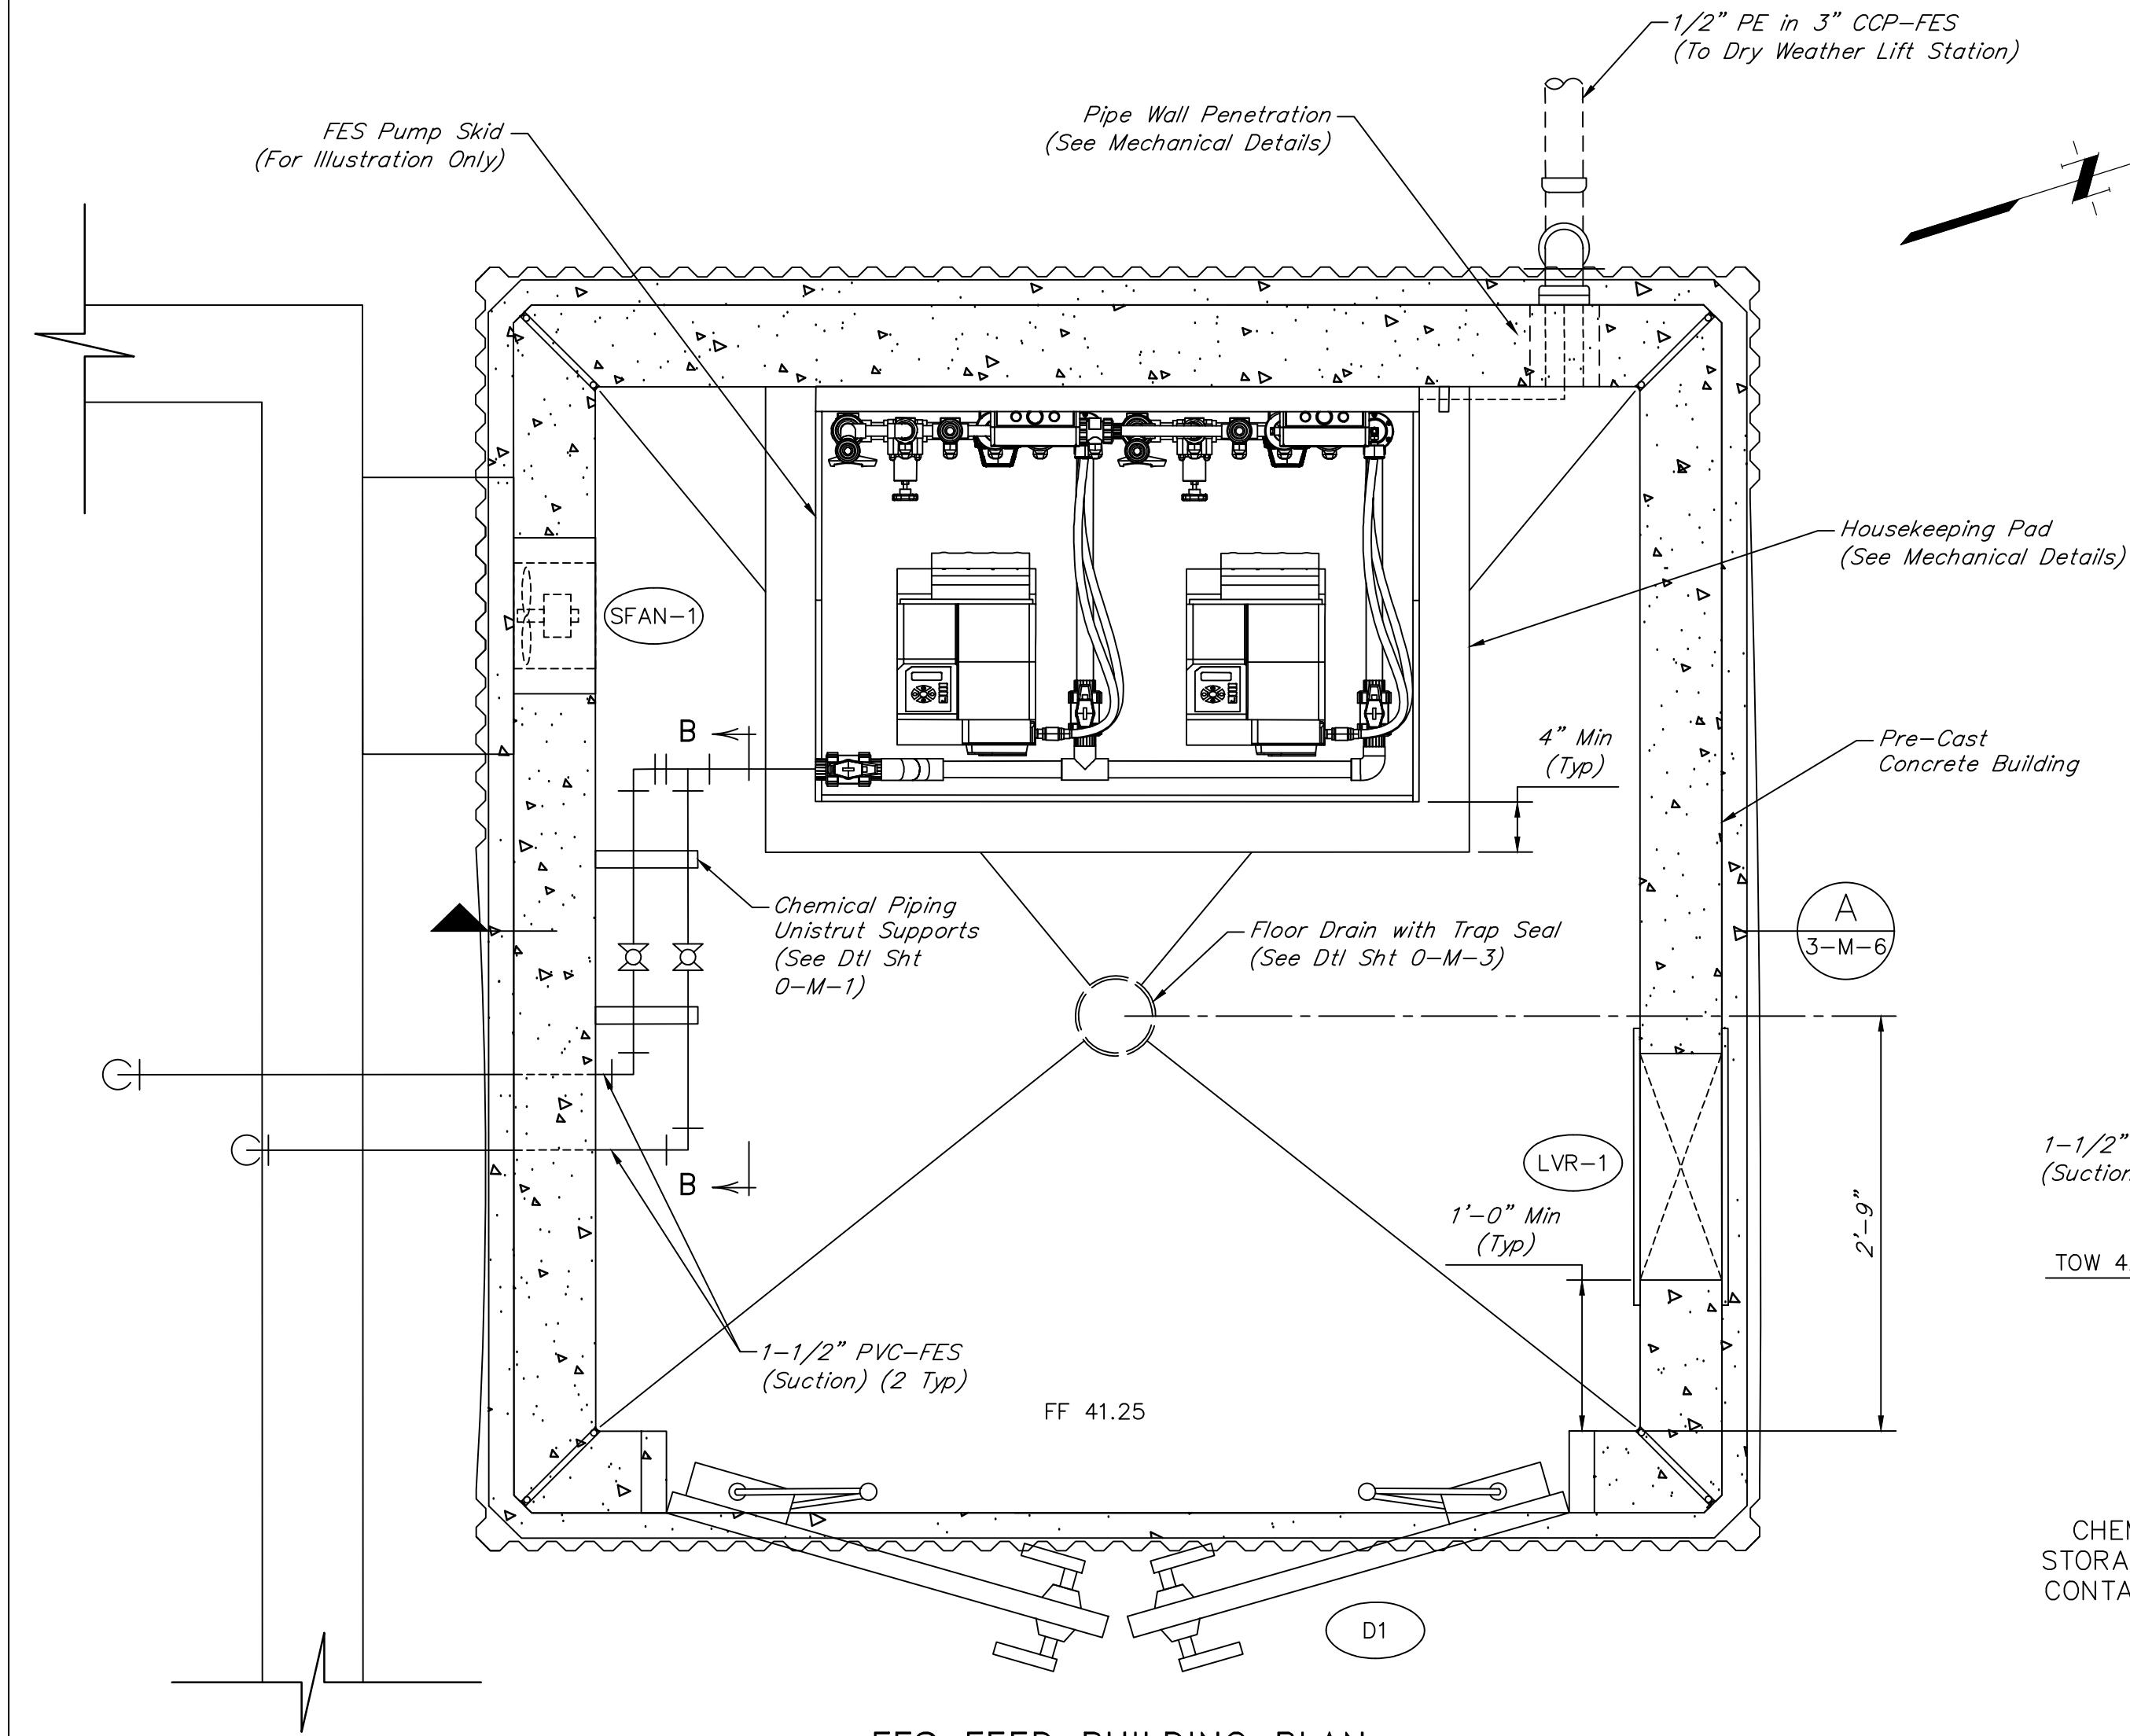 1/2" PE in 3" CCP-FES
(To Dry Weather Lift Station)
Pipe Wall Penetration
(See Mechanical Details)
FES Pump Skid
(For Illustration Only)
Housekeeping Pad
(See Mechanical Details)
SFAN-1
B
4" Min
(Typ)
Pre-Cast
Concrete Building
Chemical Piping
Unistrut Supports
(See Dtl Sht
0-M-1)
Floor Drain with Trap Seal
(See Dtl Sht 0-M-3)
A
3-M-6
LVR-1
B
1'-0" Min
(Typ)
2'-9"
1-1/2"
(Suction
TOW 4
1-1/2" PVC-FES
(Suction) (2 Typ)
FF 41.25
CHEM
STORA
CONTA
D1
FEED BUILDING PLAN